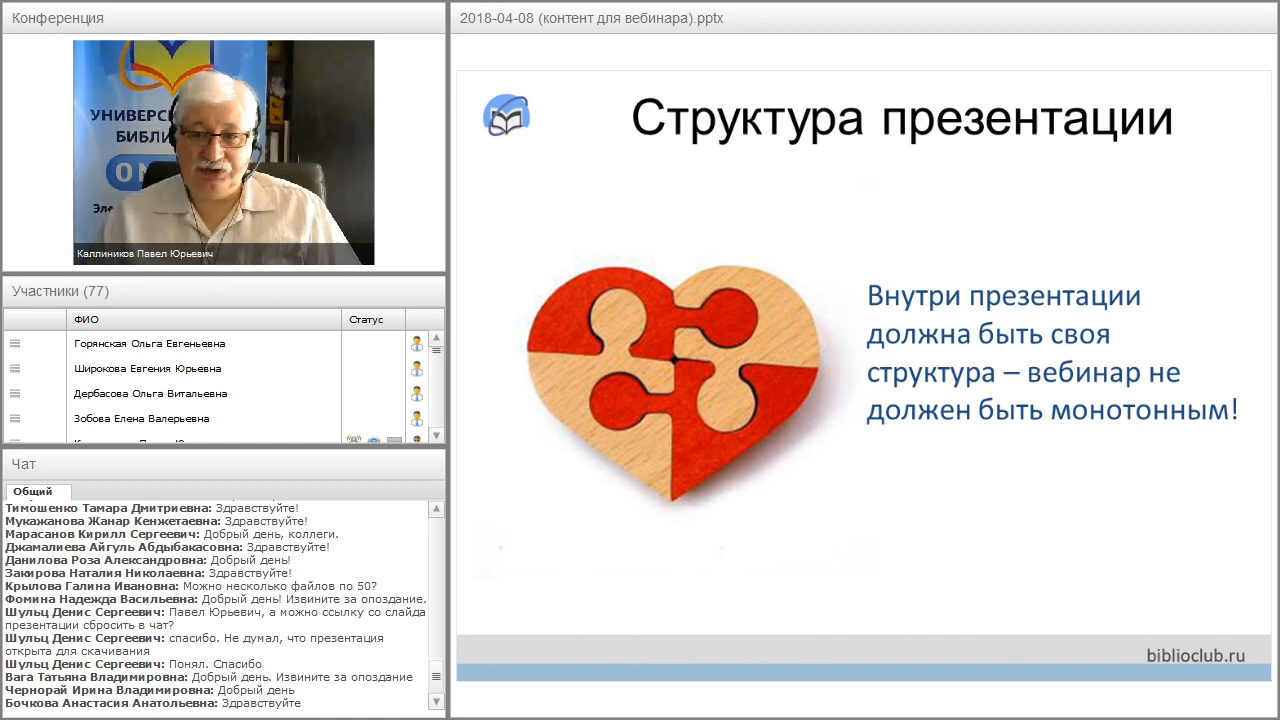 Конференция
УНИВЕРС
БИБЛИ
Каллиников Павел Юрьевич
Участники (77)
ФИО
Статус
Горянская Ольга Евгеньевна
Широкова Евгения Юрьевна
Дербасова Ольга Витальевна
Зобова Елена Валерьевна
Чат
Общий
Тимошенко Тамара Дмитриевна: Здравствуйте!
Мукажанова Жанар Кенжетаевна: Здравствуйте!
Марасанов Кирилл Сергеевич: Добрый день, коллеги.
Джамалиева Айгуль Абдыбакасовна: Здравствуйте!
Данилова Роза Александровна: Добрый день!
Закирова Наталия Николаевна: Здравствуйте!
Крылова Галина Ивановна: Можно несколько файлов по 50?
Фомина Надежда Васильевна: Добрый день! Извините за опоздание.
Шульц Денис Сергеевич: Павел Юрьевич, а можно ссылку со слайда
презентации сбросить в чат?
Шульц Денис Сергеевич: спасибо. Не думал, что презентация
открыта для скачивания
Шульц Денис Сергеевич: Понял. Спасибо
Вага Татьяна Владимировна: Добрый день. Извините за опоздание
Чернорай Ирина Владимировна: Добрый день
Бочкова Анастасия Анатольевна: Здравствуйте
2018-04-08 (контент для вебинара).pptx
Структура презентации
Внутри презентации
должна быть своя
структура – вебинар не
должен быть монотонным!
biblioclub.ru